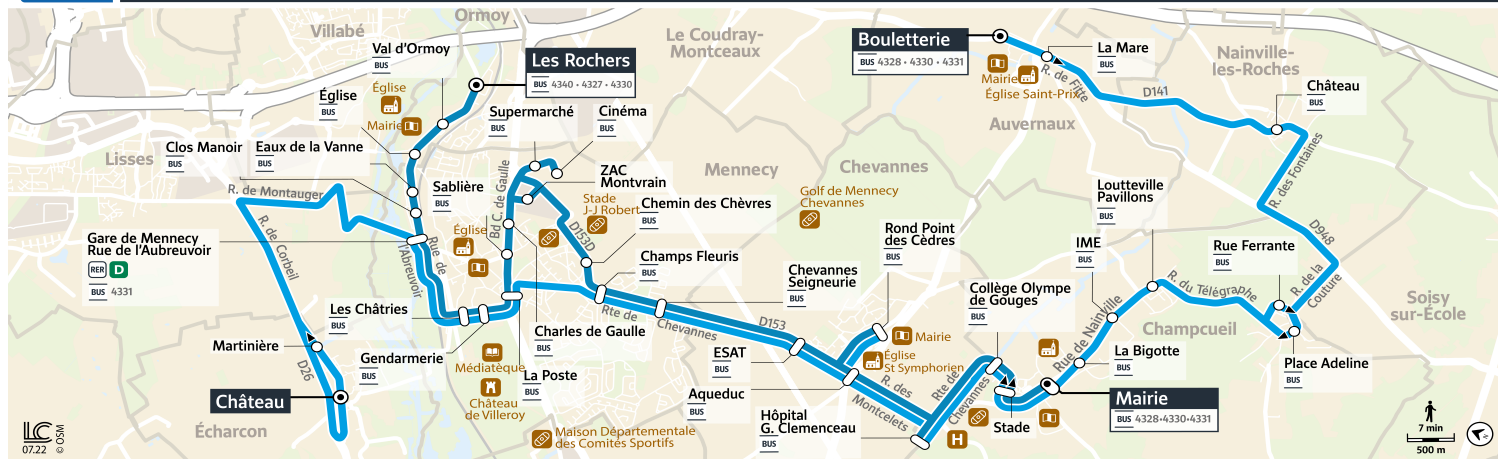 Ormoy
Villabé
Val d'Ormoy
BUS
Les Rochers
BUS 4340 • 4327 • 4330
Le Coudray-
Montceaux
Bouletterie
BUS 4328 • 4330 • 4331
La Mare
BUS
Mairie
Église Saint-Prix
R. de Fitte
D141
Nainville-
les-Roches
Château
BUS
Auvernaux
Église
BUS
Église
Mairie
Supermarché
BUS
Cinéma
BUS
Lisses
Clos Manoir
BUS
Eaux de la Vanne
BUS
R. de Montauger
Sablière
BUS
Bd C. de Gaulle
ZAC
Montvrain
BUS
Mennecy
Chevannes
Stade
J-J Robert
Golf de Mennecy
Chevannes
Chemin des Chèvres
BUS
D153D
R. des Fontaines
Loutteville
Pavillons
BUS
R. de Corbeil
Gare de Mennecy
Rue de l'Aubreuvoir
RER D
BUS 4331
Rue de
l'Abreuvoir
Église
Champs Fleuris
BUS
Rond Point
des Cèdres
BUS
IME
BUS
Rue Ferrante
BUS
D948
R. de la
Couture
R. du Télégraphe
Chevannes
Seigneurie
BUS
Collège Olympe
de Gouges
BUS
Soisy
sur-École
Les Châtries
BUS
Rte de
Chevannes
D153
Champcueil
Rue de Nainville
Charles de Gaulle
BUS
Mairie
Église
St Symphorien
Martinière
BUS
Gendarmerie
BUS
Médiatèque
La Poste
BUS
ESAT
BUS
La Bigotte
BUS
Place Adeline
BUS
D26
Château
Château
de Villeroy
Aqueduc
BUS
R. des
Montcelets
Rte de
Chevannes
Mairie
BUS 4328•4330•4331
Écharcon
Maison Départementale
des Comités Sportifs
Hôpital
G. Clemenceau
BUS
H
Stade
LC
07.22
© OSM
7 min
500 m